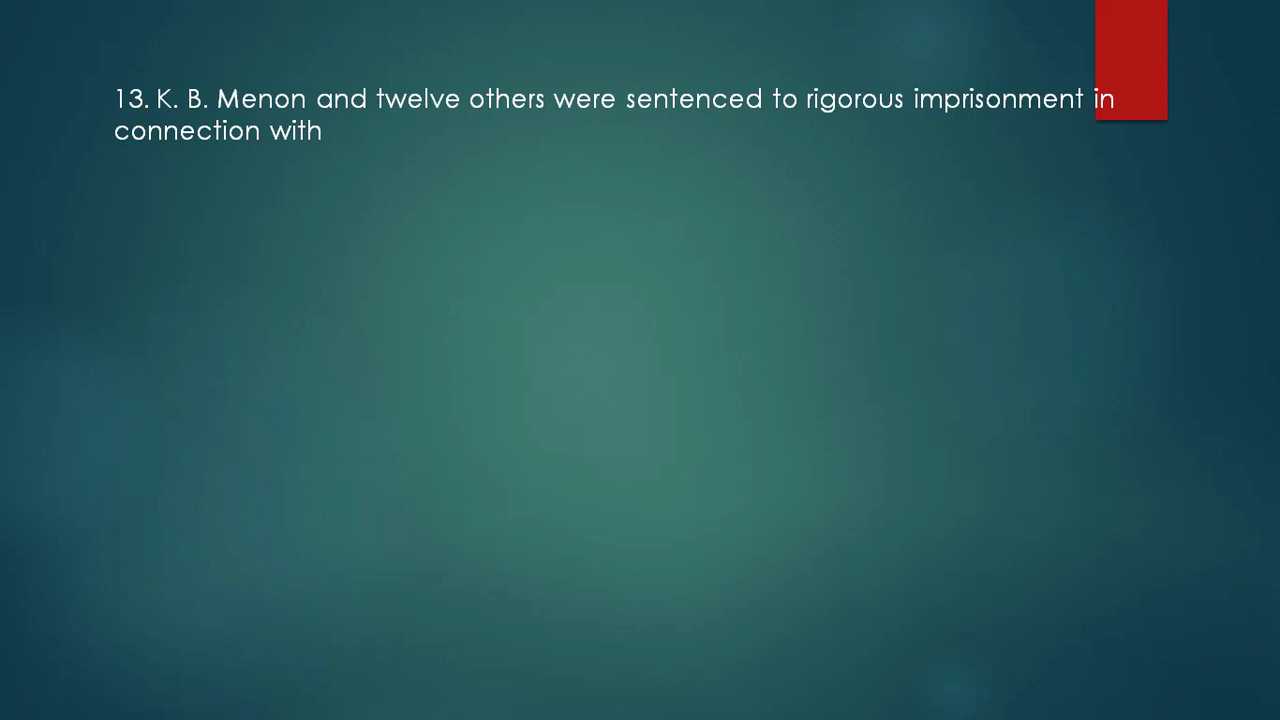 13. K. B. Menon and twelve others were sentenced to rigorous imprisonment in
connection with